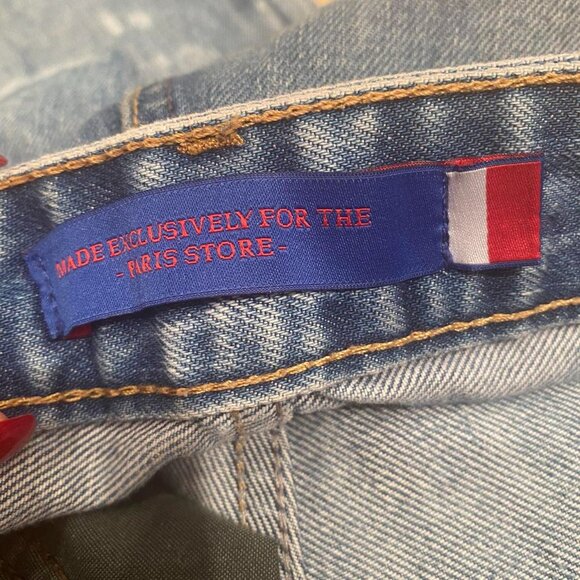 MADE EXCLUSIVELY FOR THE
- PARIS STORE -